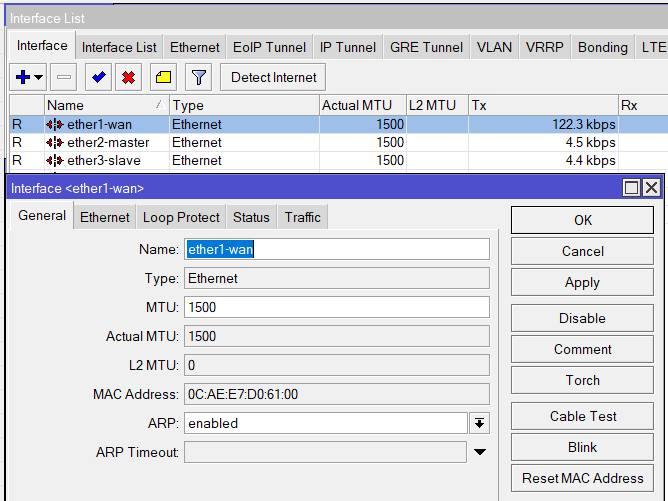 Interface List
Interface Interface List Ethernet EoIP Tunnel IP Tunnel GRE Tunnel VLAN VRRP Bonding LTE
Detect Internet
Name Type Actual MTU L2 MTU Tx Rx
R ether1-wan Ethernet 1500 122.3 kbps
R ether2-master Ethernet 1500 4.5 kbps
R ether3-slave Ethernet 1500 4.4 kbps
Interface <ether1-wan>
General Ethernet Loop Protect Status Traffic
OK
Name: ether1-wan
Cancel
Type: Ethernet
Apply
MTU: 1500
Disable
Actual MTU: 1500
Comment
L2 MTU: 0
Torch
MAC Address: 0C:AE:E7:D0:61:00
Cable Test
ARP: enabled
Blink
ARP Timeout:
Reset MAC Address